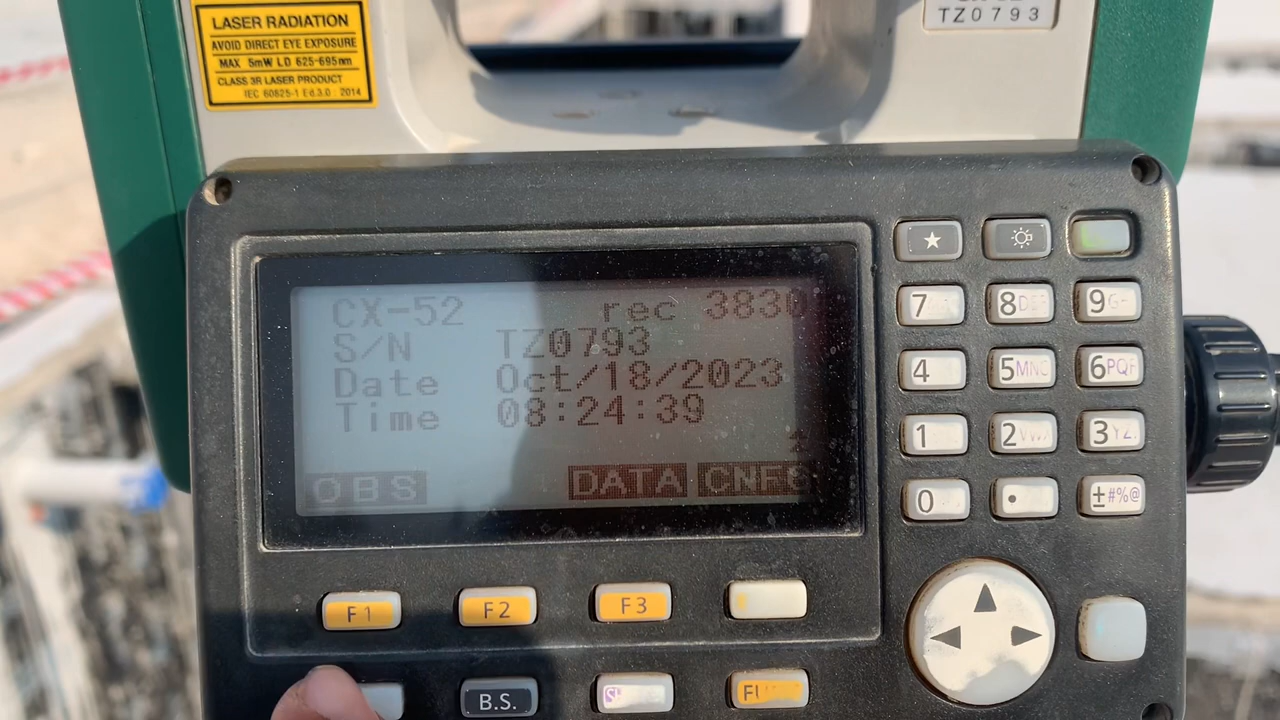 LASER RADIATION
AVOID DIRECT EYE EXPOSURE
MAX 5mW LD 625-695nm
CLASS 3R LASER PRODUCT
IEC 60825-1 Ed.3.0 : 2014
TZ0793
CX-52 rec 3830
S/N TZ0793
Date Oct/18/2023
Time 08:24:39
OBS DATA CNFG
★
7 8 9
4 5MNO 6PQR
1 2 3YZ
0 . ±#%@
F1 F2 F3
B.S.